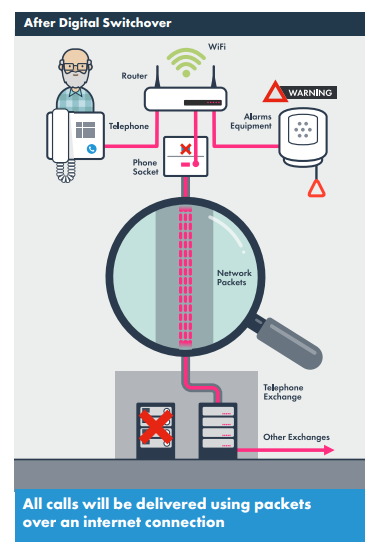 After Digital Switchover
WiFi
Router
WARNING
Telephone
Alarms
Equipment
Phone
Socket
Network
Packets
Telephone
Exchange
Other Exchanges
All calls will be delivered using packets
over an internet connection